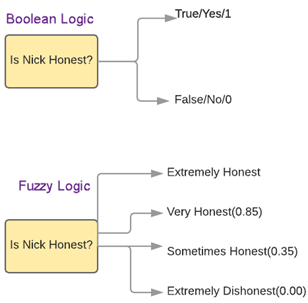 Boolean Logic
True/Yes/1
Is Nick Honest?
False/No/0
Extremely Honest
Fuzzy Logic
Very Honest(0.85)
Is Nick Honest?
Sometimes Honest(0.35)
Extremely Dishonest(0.00)